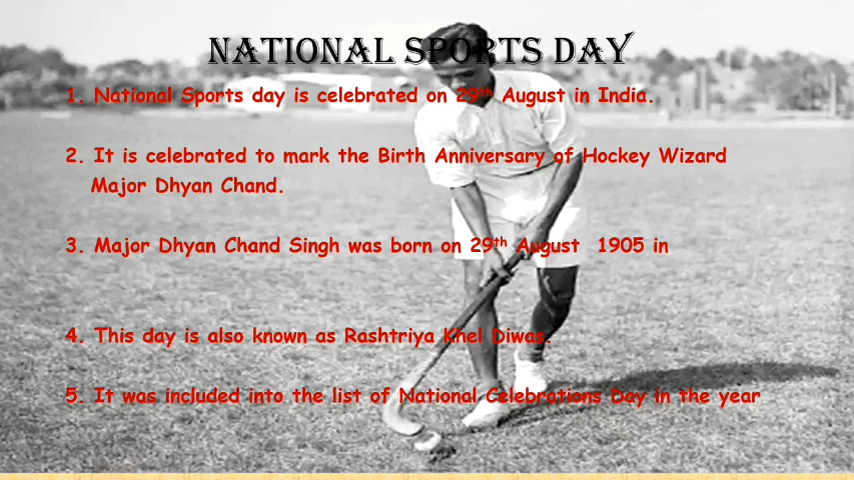 NATIONAL SPORTS DAY
1. National Sports day is celebrated on 29th August in India.
2. It is celebrated to mark the Birth Anniversary of Hockey Wizard
Major Dhyan Chand.
3. Major Dhyan Chand Singh was born on 29th August 1905 in
4. This day is also known as Rashtriya Khel Diwas.
5. It was included into the list of National Celebrations Day in the year